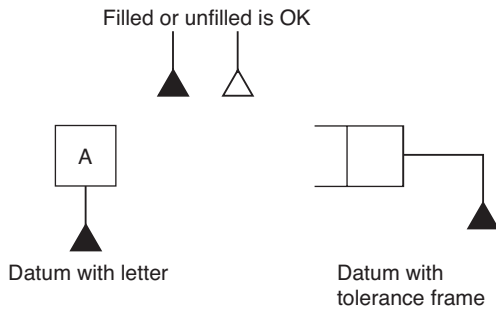 Filled or unfilled is OK
A
Datum with letter
Datum with
tolerance frame